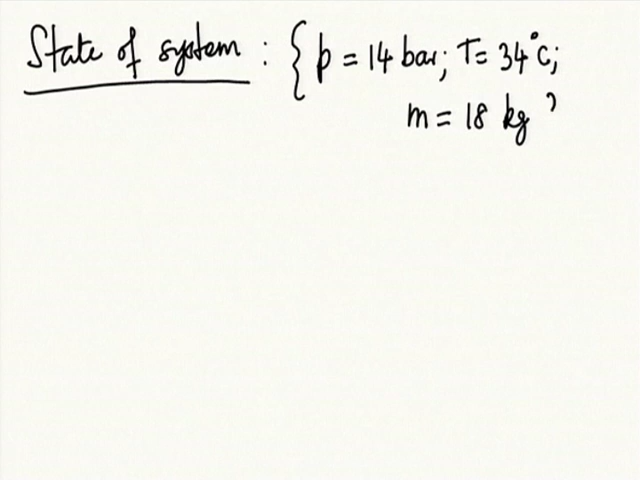 State of system : { p = 14 bar; T= 34°C;
m = 18 kg